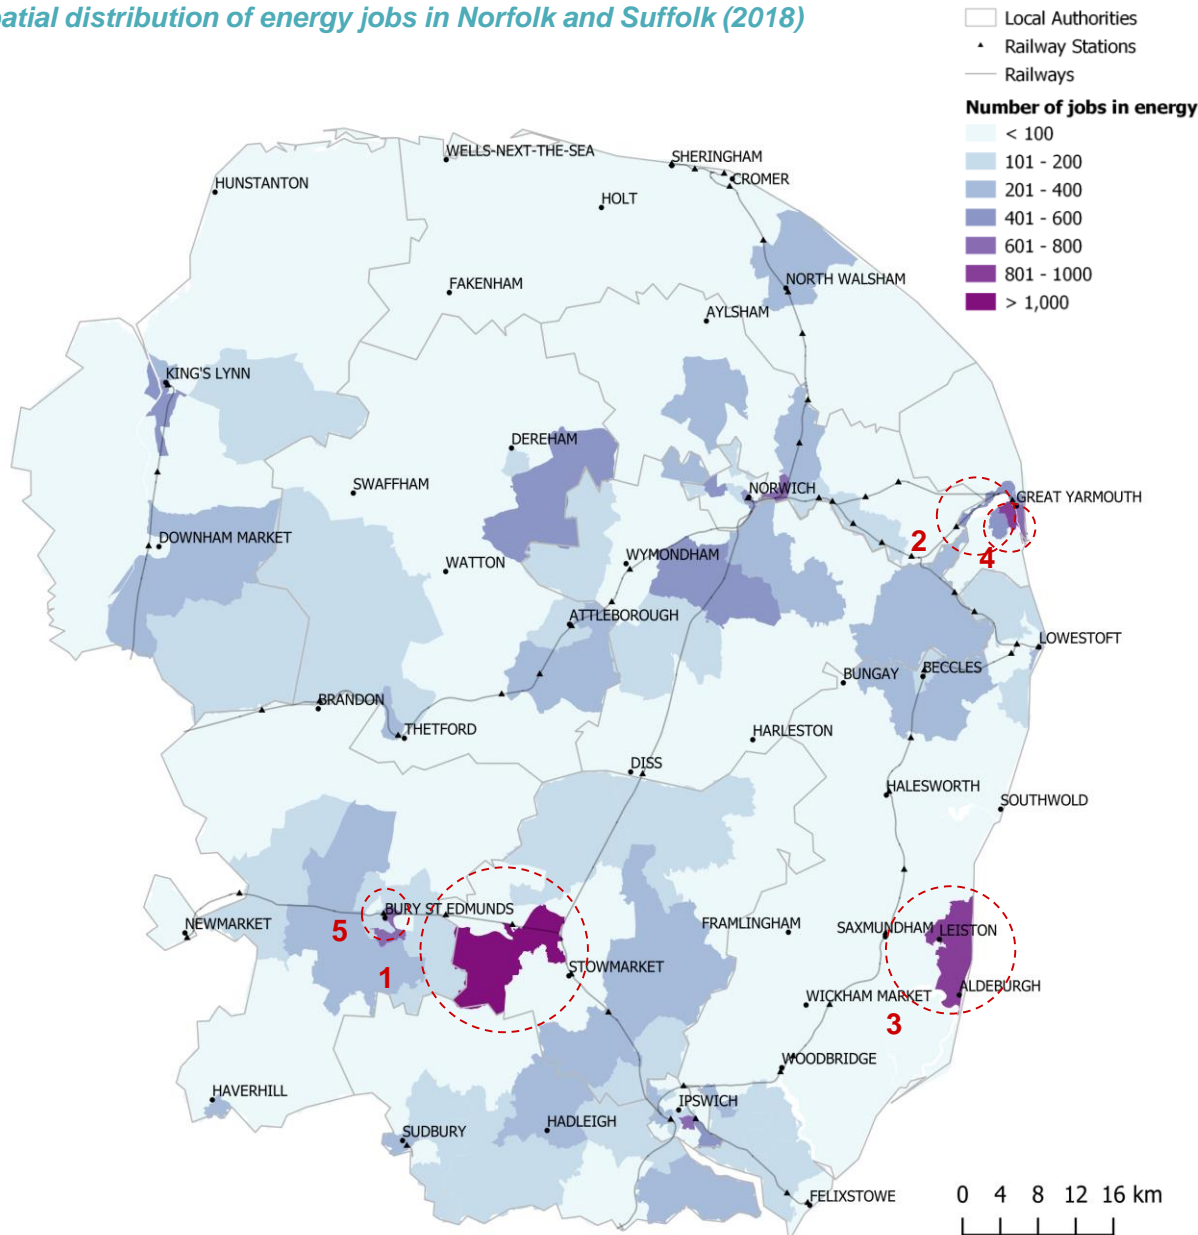 patial distribution of energy jobs in Norfolk and Suffolk (2018)
Local Authorities
Railway Stations
Railways
Number of jobs in energy
< 100
101 - 200
201 - 400
401 - 600
601 - 800
801 - 1000
> 1,000
WELLS-NEXT-THE-SEA
SHERINGHAM
CROMER
HUNSTANTON
HOLT
NORTH WALSHAM
FAKENHAM
AYLSHAM
KING'S LYNN
DEREHAM
SWAFFHAM
NORWICH
GREAT YARMOUTH
DOWNHAM MARKET
2
4
WYMONDHAM
WATTON
ATTLEBOROUGH
LOWESTOFT
BUNGAY
BECCLES
BRANDON
THETFORD
HARLESTON
DISS
HALESWORTH
SOUTHWOLD
BURY ST EDMUNDS
NEWMARKET
5
FRAMLINGHAM
SAXMUNDHAM
LEISTON
1
STOWMARKET
ALDEBURGH
WICKHAM MARKET
3
WOODBRIDGE
HAVERHILL
IPSWICH
SUDBURY
HADLEIGH
FELIXSTOWE
0 4 8 12 16 km